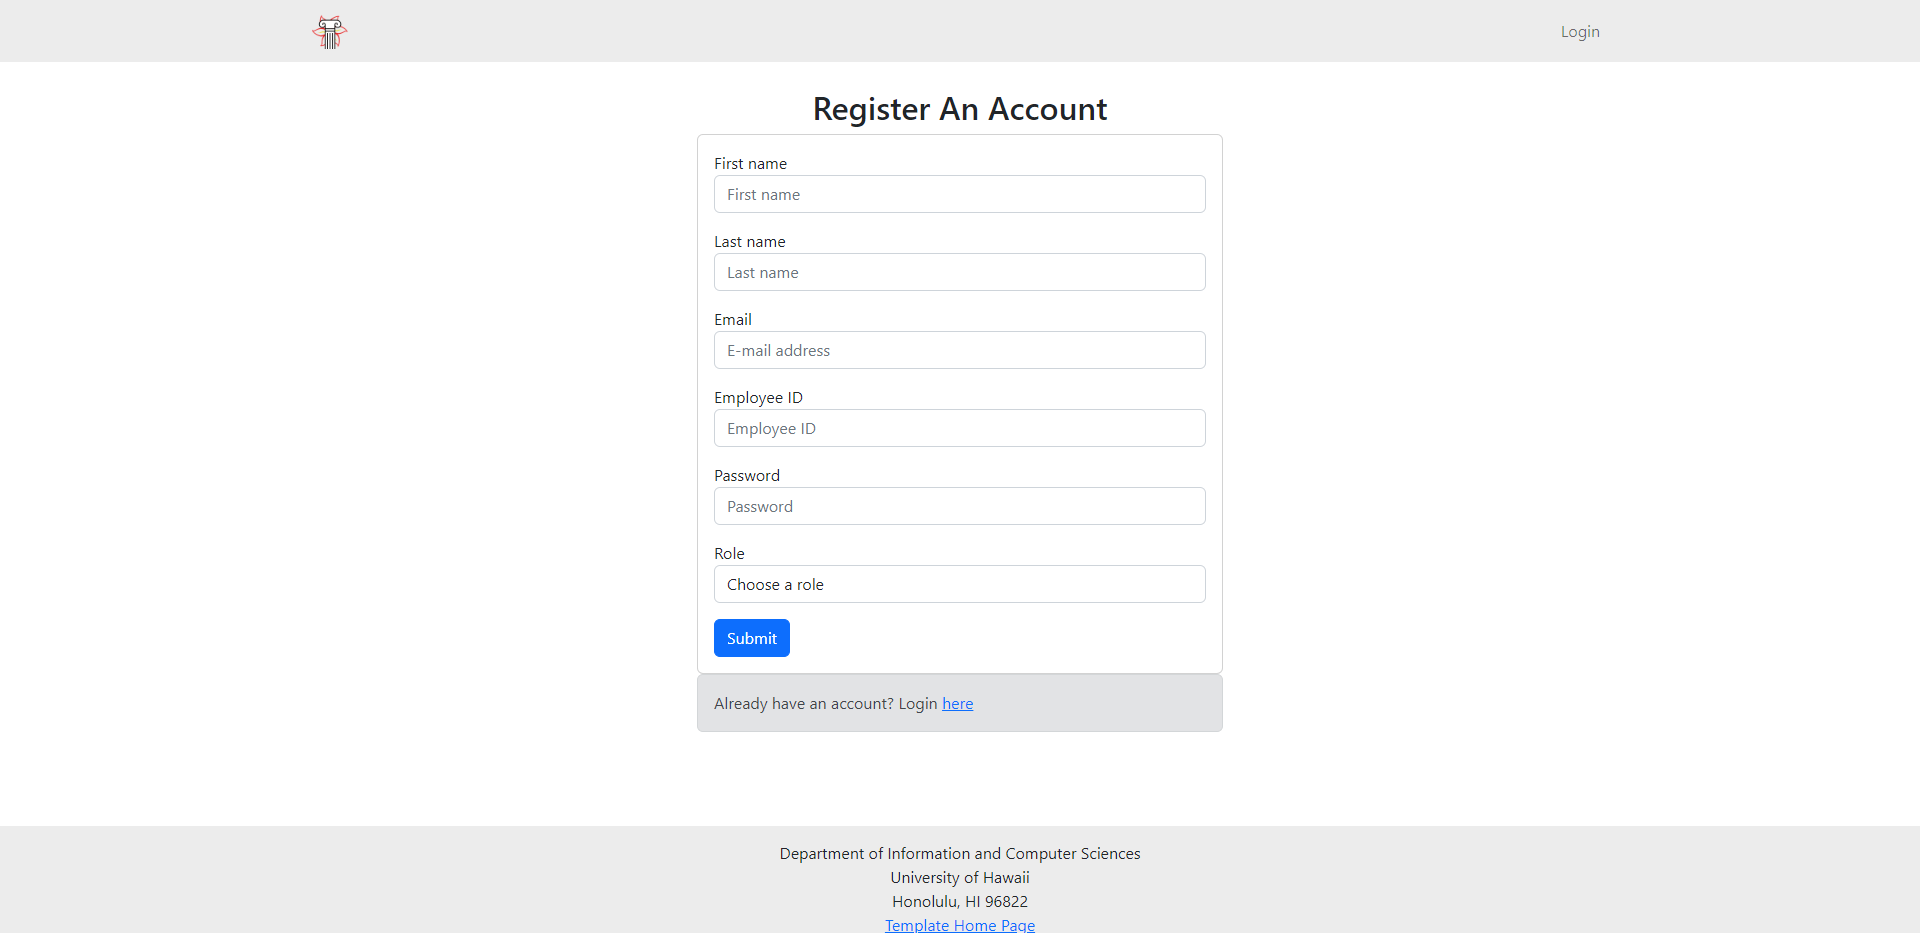 Login
Register An Account
First name
First name
Last name
Last name
Email
E-mail address
Employee ID
Employee ID
Password
Password
Role
Choose a role
Submit
Already have an account? Login here
Department of Information and Computer Sciences
University of Hawaii
Honolulu, HI 96822
Template Home Page